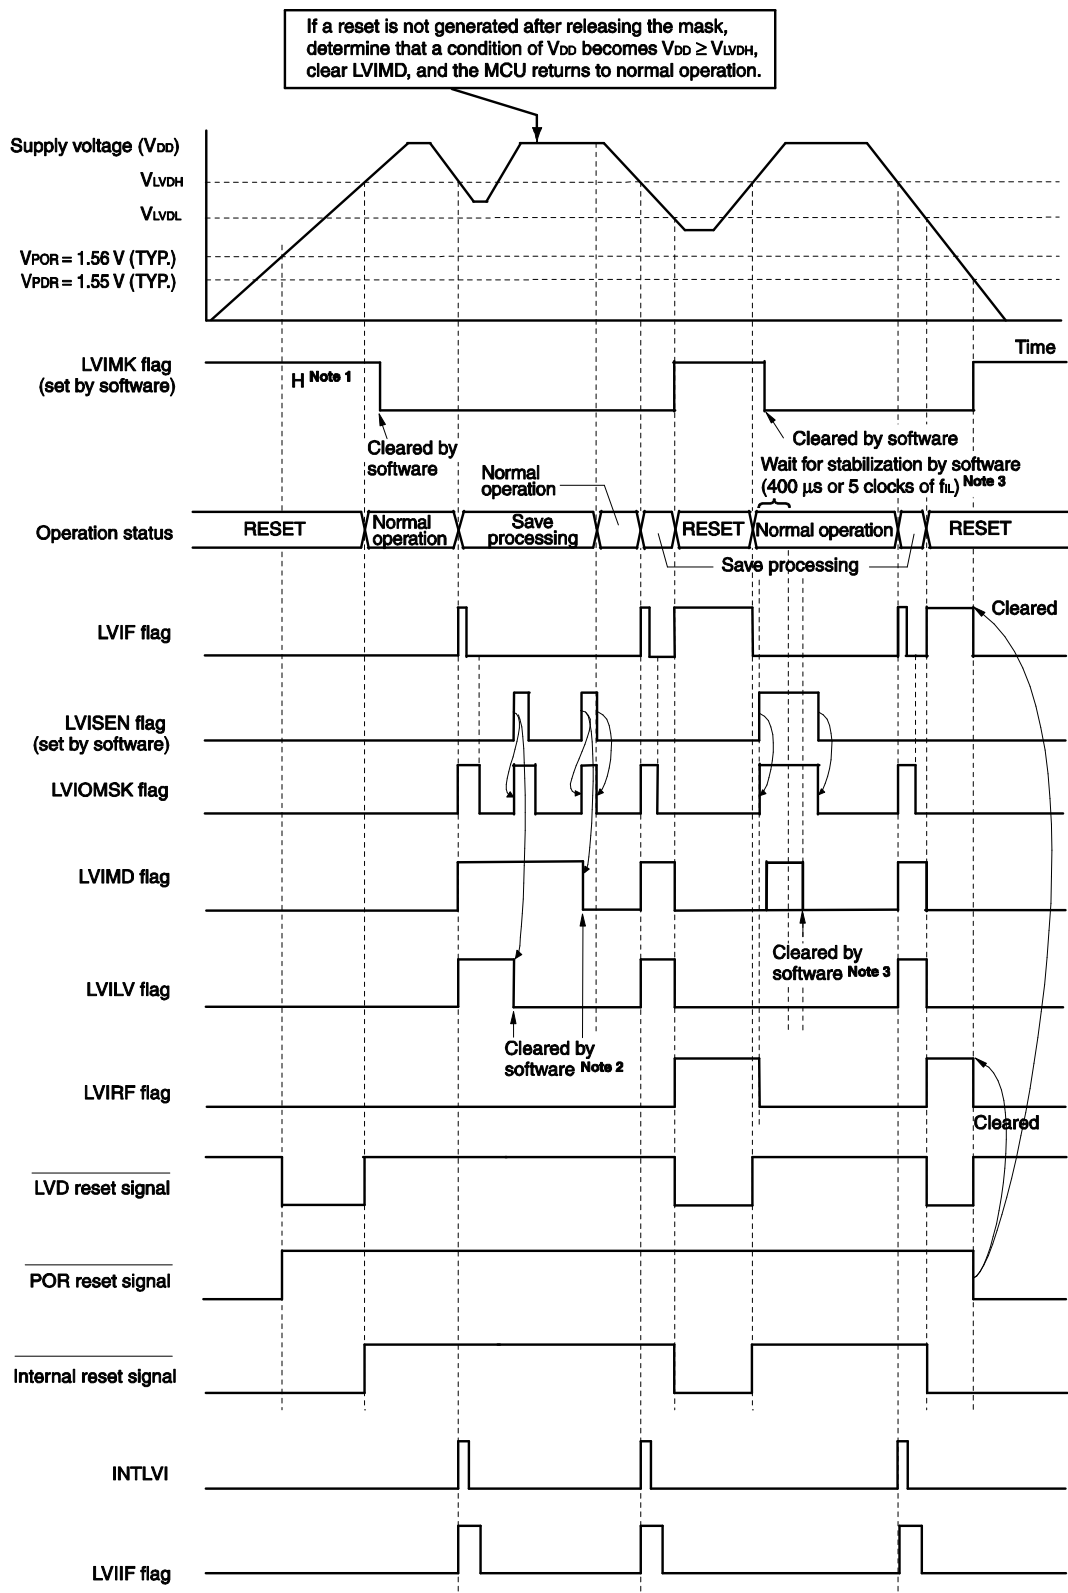 If a reset is not generated after releasing the mask,
determine that a condition of VDD becomes VDD ≥ VLVDH,
clear LVIMD, and the MCU returns to normal operation.
Supply voltage (VDD)
VLVDH
VLVDL
VPOR = 1.56 V (TYP.)
VPDR = 1.55 V (TYP.)
Time
LVIMK flag
(set by software)
H Note 1
Cleared by
software
Cleared by software
Wait for stabilization by software
(400 μs or 5 clocks of fIL) Note 3
Normal
operation
Operation status
RESET
Normal
operation
Save
processing
RESET
Normal operation
RESET
Save processing
LVIF flag
Cleared
LVISEN flag
(set by software)
LVIOMSK flag
LVIMD flag
Cleared by
software Note 3
LVILV flag
Cleared by
software Note 2
LVIRF flag
Cleared
LVD reset signal
POR reset signal
Internal reset signal
INTLVI
LVIIF flag